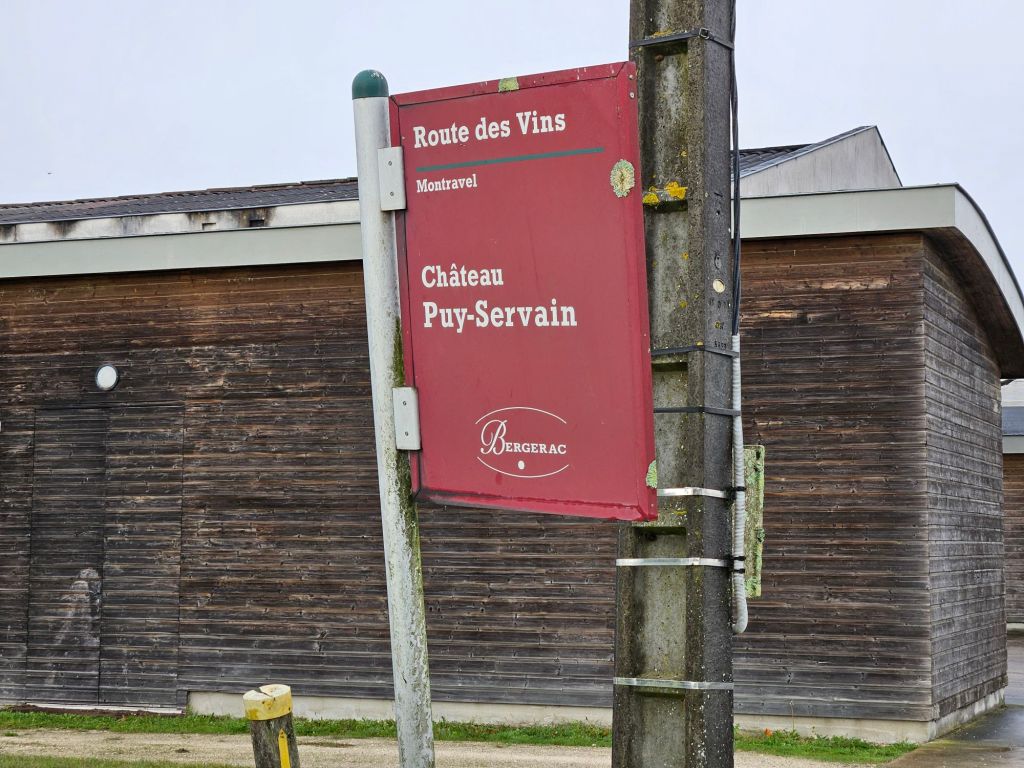 Route des Vins
Montravel
Château
Puy-Servain
BERGERAC